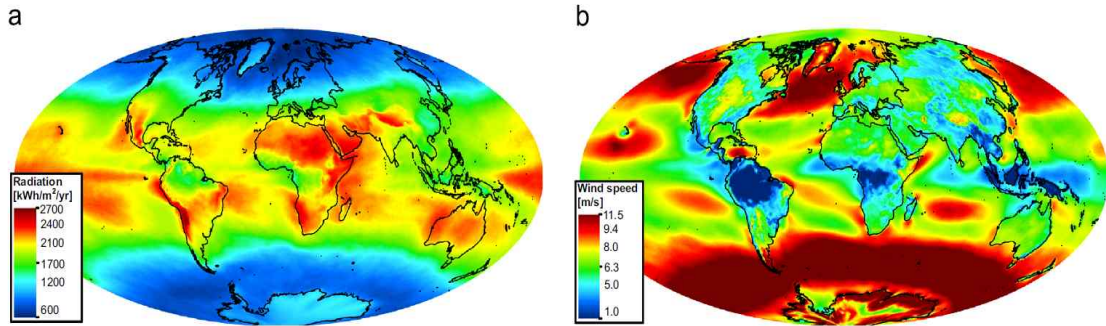 a
Radiation
[kWh/m²/yr)
2700
2400
2100
1700
1200
600
b
Wind speed
[m/s]
11.5
9.4
8.0
6.3
5.0
1.0